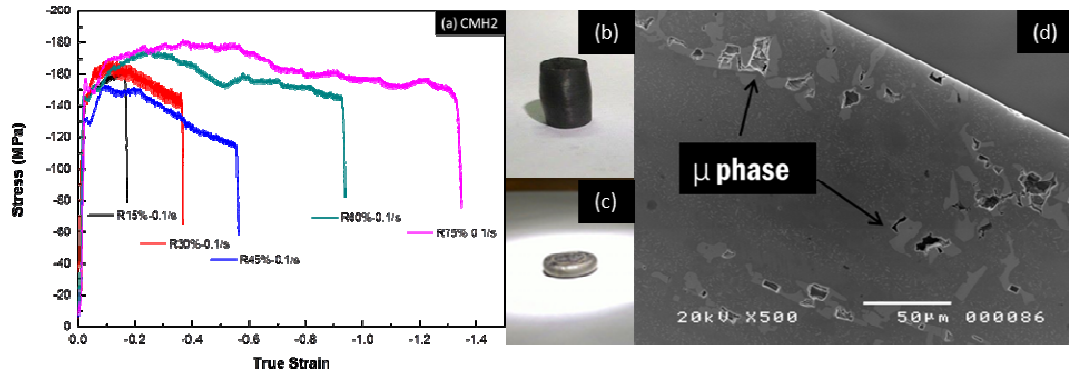 (a) CMH2
-180
-160
-140
-120
-100
-80
-60
-40
-20
0
Stress (MPa)
0.0 -0.2 -0.4 -0.6 -0.8 -1.0 -1.2 -1.4
True Strain
R15%-0.1/s
R30%-0.1/s
R45%-0.1/s
R60%-0.1/s
R75% 0.1/s
(b)
(c)
(d)
μ phase
20kV X500 50μm 000086